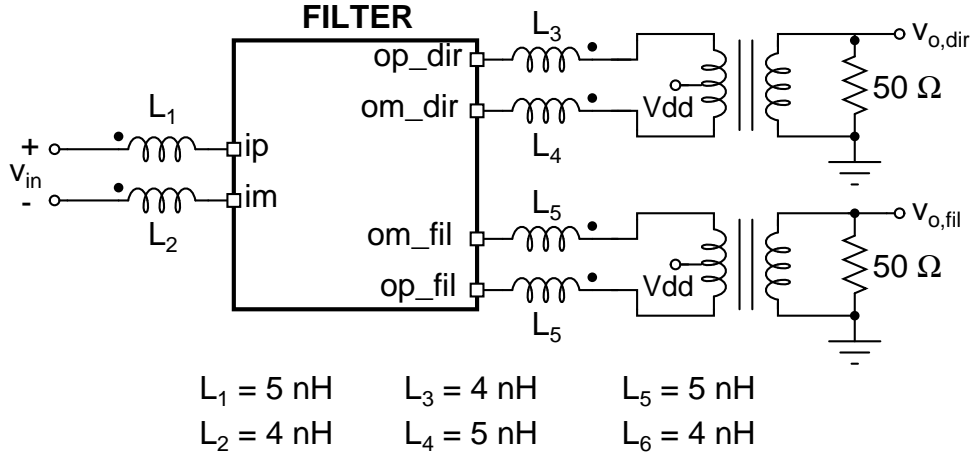 FILTER
L3
op_dir
vo,dir
50 Ω
Vdd
om_dir
L4
L1
+
ip
vin
-
im
L2
L5
om_fil
vo,fil
50 Ω
Vdd
op_fil
L5
L1 = 5 nH L3 = 4 nH L5 = 5 nH
L2 = 4 nH L4 = 5 nH L6 = 4 nH